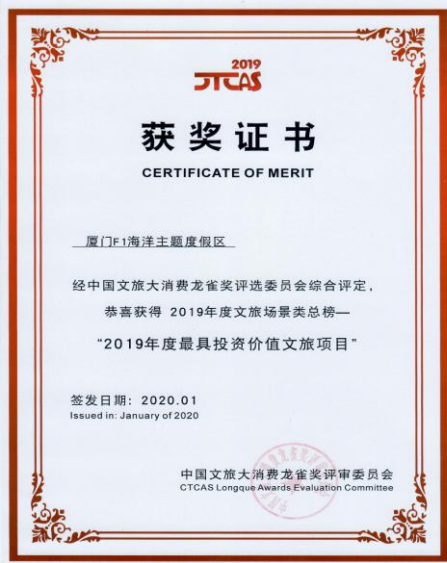 2019
CTCAS
获奖证书
CERTIFICATE OF MERIT
厦门F1海洋主题度假区
经中国文旅大消费龙雀奖评选委员会综合评定，
恭喜获得 2019年度文旅场景类总榜—
“2019年度最具投资价值文旅项目”
签发日期：2020.01
Issued in: January of 2020
中国文旅大消费龙雀奖评审委员会
CTCAS Longque Awards Evaluation Committee